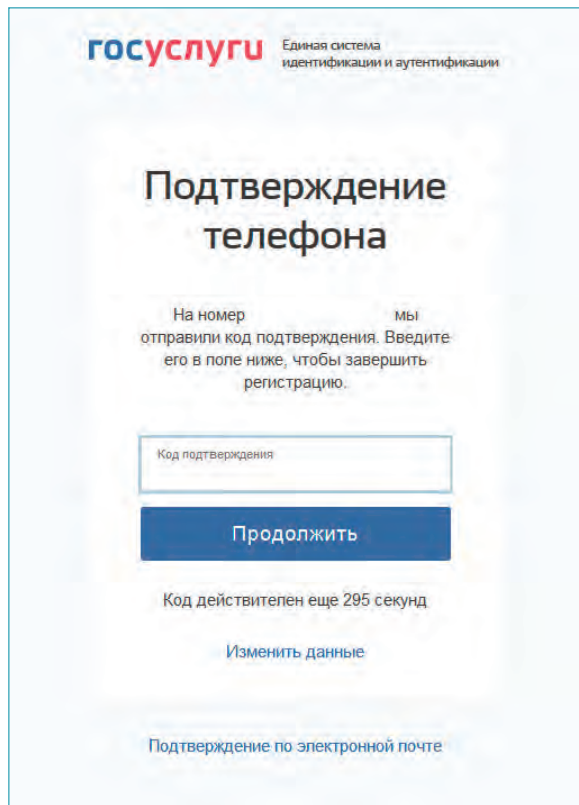 госуслуги
Единая система
идентификации и аутентификации
Подтверждение
телефона
На номер мы
отправили код подтверждения. Введите
его в поле ниже, чтобы завершить
регистрацию.
Код подтверждения
Продолжить
Код действителен еще 295 секунд
Изменить данные
Подтверждение по электронной почте